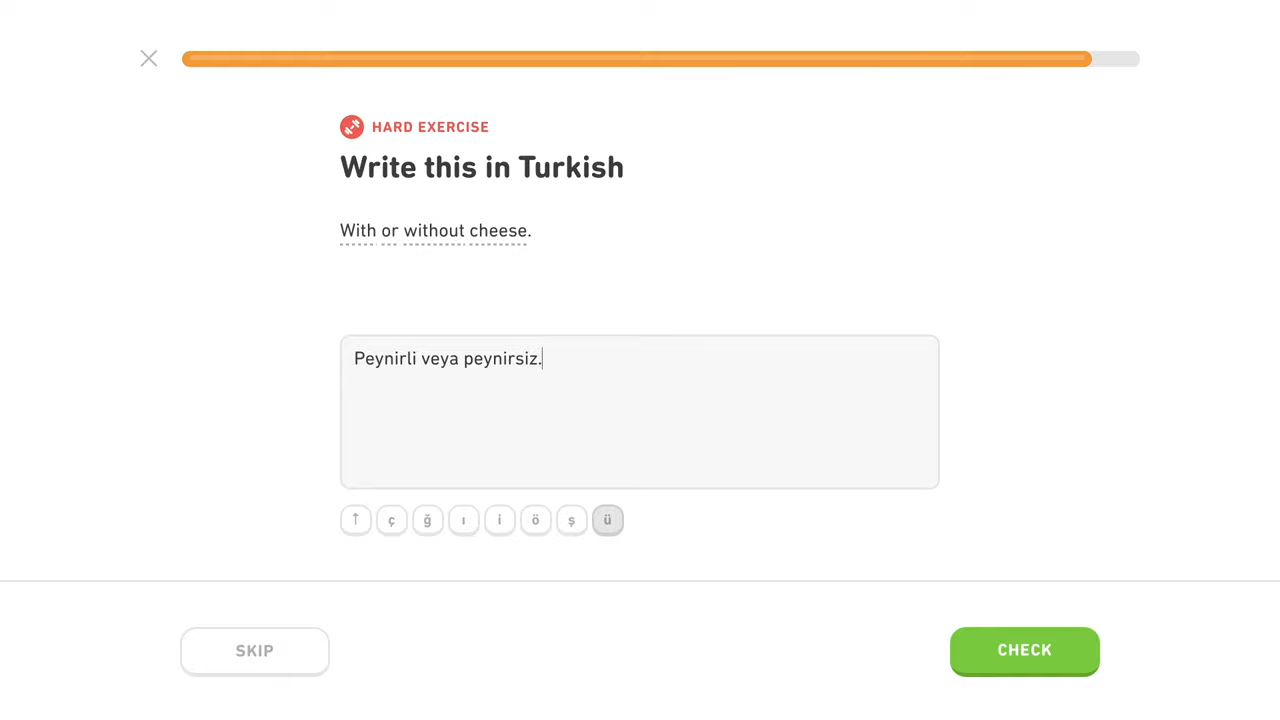 HARD EXERCISE
Write this in Turkish
With or without cheese.
Peynirli veya peynirsiz.
↑ ç ğ ı i ö ş ü
SKIP
CHECK